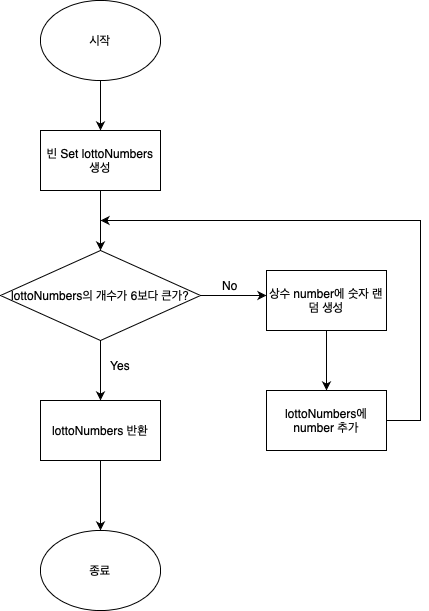 시작
빈 Set lottoNumbers
생성
lottoNumbers의 개수가 6보다 큰가?
No
상수 number에 숫자 랜
덤 생성
Yes
lottoNumbers에
number 추가
lottoNumbers 반환
종료